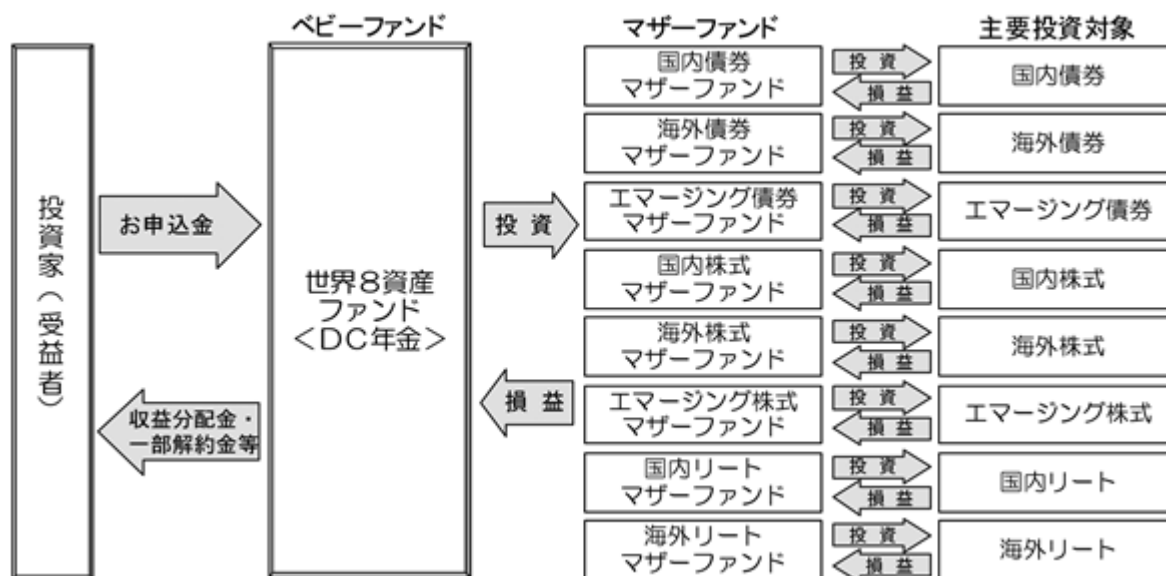 ベビーファンド
マザーファンド
主要投資対象
投資家（受益者）
お申込金
収益分配金・
一部解約金等
世界８資産
ファンド
＜ＤＣ年金＞
投 資
損 益
国内債券
マザーファンド
投 資
損 益
国内債券
海外債券
マザーファンド
投 資
損 益
海外債券
エマージング債券
マザーファンド
投 資
損 益
エマージング債券
国内株式
マザーファンド
投 資
損 益
国内株式
海外株式
マザーファンド
投 資
損 益
海外株式
エマージング株式
マザーファンド
投 資
損 益
エマージング株式
国内リート
マザーファンド
投 資
損 益
国内リート
海外リート
マザーファンド
投 資
損 益
海外リート